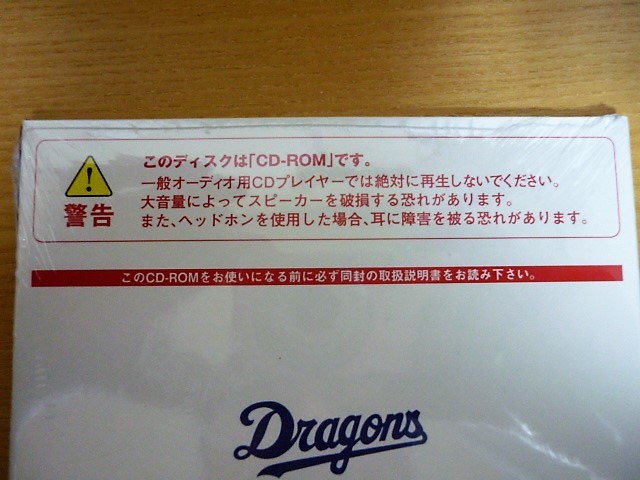 このディスクは「CD-ROM」です。
一般オーディオ用CDプレイヤーでは絶対に再生しないでください。
大音量によってスピーカーを破損する恐れがあります。
また、ヘッドホンを使用した場合、耳に障害を被る恐れがあります。
警告
このCD-ROMをお使いになる前に必ず同封の取扱説明書をお読み下さい。
Dragons